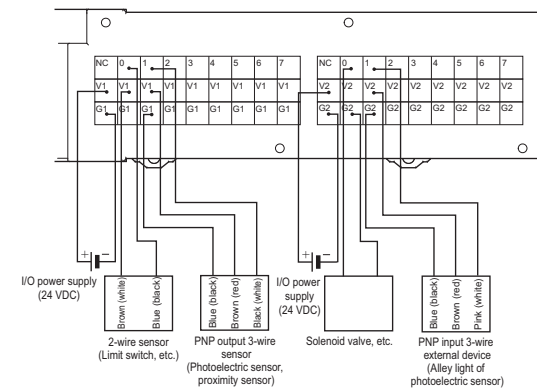 NC 0 1 2 3 4 5 6 7
V1 V1 V1 V1 V1 V1 V1 V1 V1
G1 G1 G1 G1 G1 G1 G1 G1 G1
NC 0 1 2 3 4 5 6 7
V2 V2 V2 V2 V2 V2 V2 V2 V2
G2 G2 G2 G2 G2 G2 G2 G2 G2
+ −
I/O power supply
(24 VDC)
Brown (white)
Blue (black)
2-wire sensor
(Limit switch, etc.)
Blue (black)
Brown (red)
Black (white)
PNP output 3-wire
sensor
(Photoelectric sensor,
proximity sensor)
+ −
I/O power
supply
(24 VDC)
Solenoid valve, etc.
Blue (black)
Brown (red)
Pink (white)
PNP input 3-wire
external device
(Alley light of
photoelectric sensor)